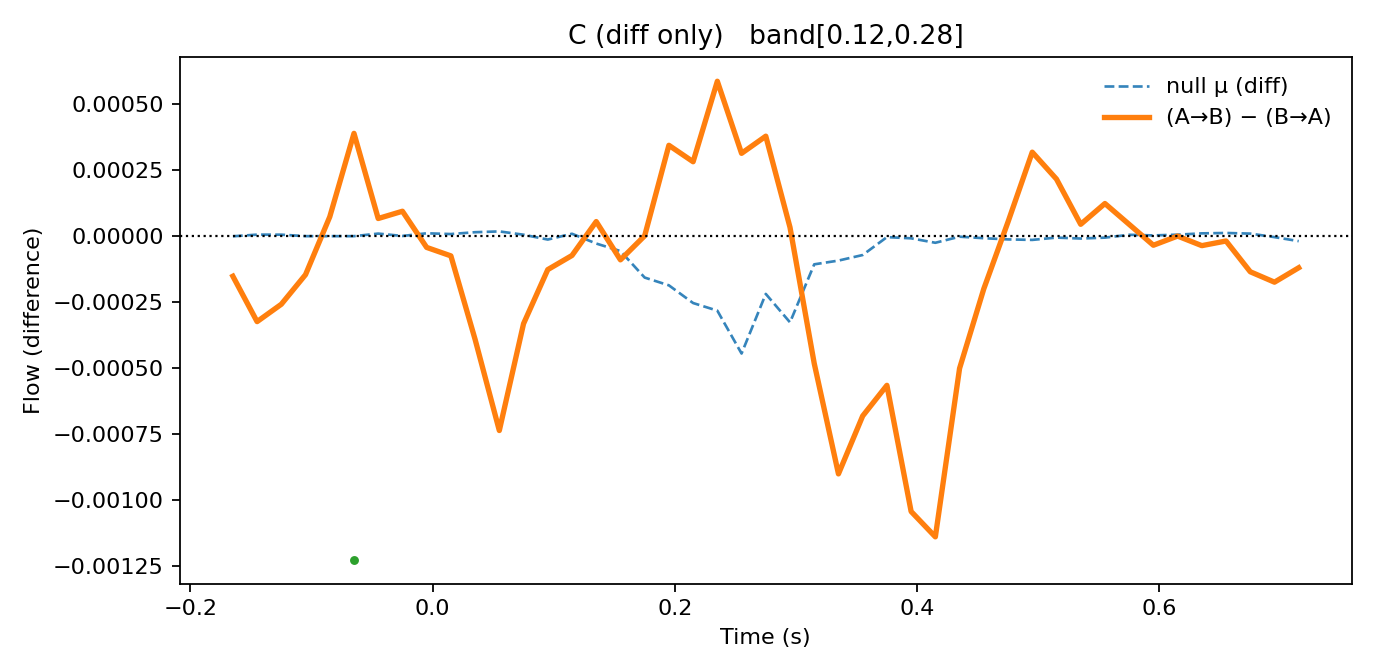 C (diff only)   band[0.12,0.28]
null μ (diff)
(A→B) − (B→A)
Flow (difference)
0.00050
0.00025
0.00000
−0.00025
−0.00050
−0.00075
−0.00100
−0.00125
−0.2 0.0 0.2 0.4 0.6
Time (s)